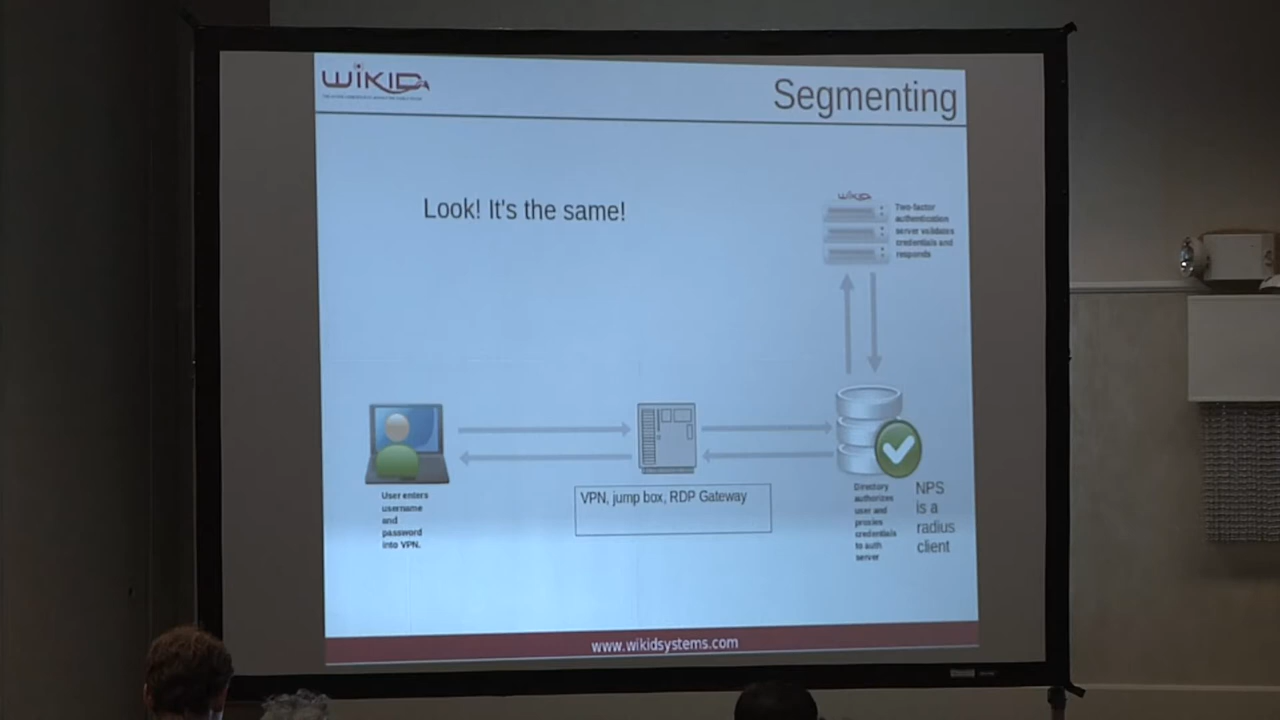 WiKID
Segmenting
Look! It's the same!
WiKID
Two-factor
authentication
server validates
credentials and
responds
User enters
username
and
password
into VPN.
VPN, jump box, RDP Gateway
Directory
authorizes
user and
proxies
credentials
to auth
server
NPS
is a
radius
client
www.wikidsystems.com